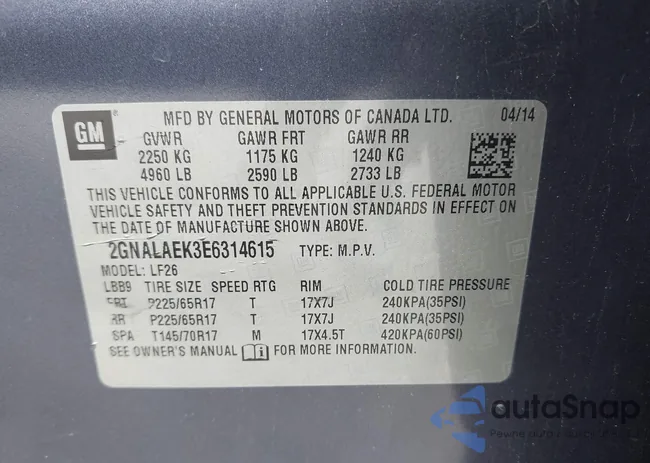 GM
MFD BY GENERAL MOTORS OF CANADA LTD. 04/14
GVWR GAWR FRT GAWR RR
2250 KG 1175 KG 1240 KG
4960 LB 2590 LB 2733 LB
THIS VEHICLE CONFORMS TO ALL APPLICABLE U.S. FEDERAL MOTOR
VEHICLE SAFETY AND THEFT PREVENTION STANDARDS IN EFFECT ON
THE DATE OF MANUFACTURE SHOWN ABOVE.
2GNALAEK3E6314615 TYPE: M.P.V.
MODEL: LF26
LBB9 TIRE SIZE SPEED RTG RIM COLD TIRE PRESSURE
FRT P225/65R17 T 17X7J 240KPA(35PSI)
RR P225/65R17 T 17X7J 240KPA(35PSI)
SPA T145/70R17 M 17X4.5T 420KPA(60PSI)
SEE OWNER'S MANUAL FOR MORE INFORMATION.
autaSnap